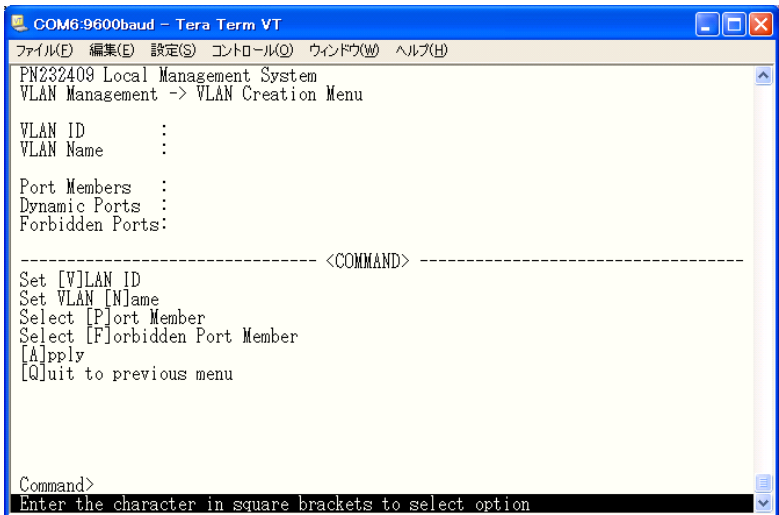 COM6:9600baud - Tera Term VT
ファイル(F) 編集(E) 設定(S) コントロール(O) ウィンドウ(W) ヘルプ(H)
PN232409 Local Management System
VLAN Management -> VLAN Creation Menu
VLAN ID :
VLAN Name :
Port Members :
Dynamic Ports :
Forbidden Ports:
-------------------------------- <COMMAND> -----------------------------------
Set [V]LAN ID
Set VLAN [N]ame
Select [P]ort Member
Select [F]orbidden Port Member
[A]pply
[Q]uit to previous menu
Command>
Enter the character in square brackets to select option